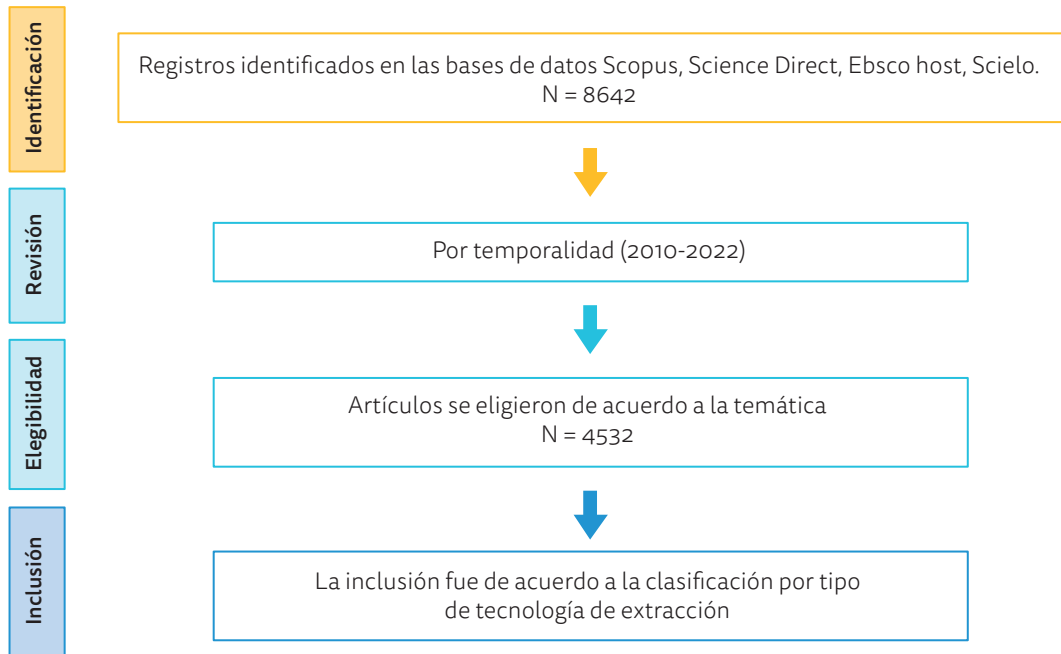 Identificación
Registros identificados en las bases de datos Scopus, Science Direct, Ebsco host, Scielo.
N = 8642
Revisión
Por temporalidad (2010-2022)
Elegibilidad
Artículos se eligieron de acuerdo a la temática
N = 4532
Inclusión
La inclusión fue de acuerdo a la clasificación por tipo
de tecnología de extracción